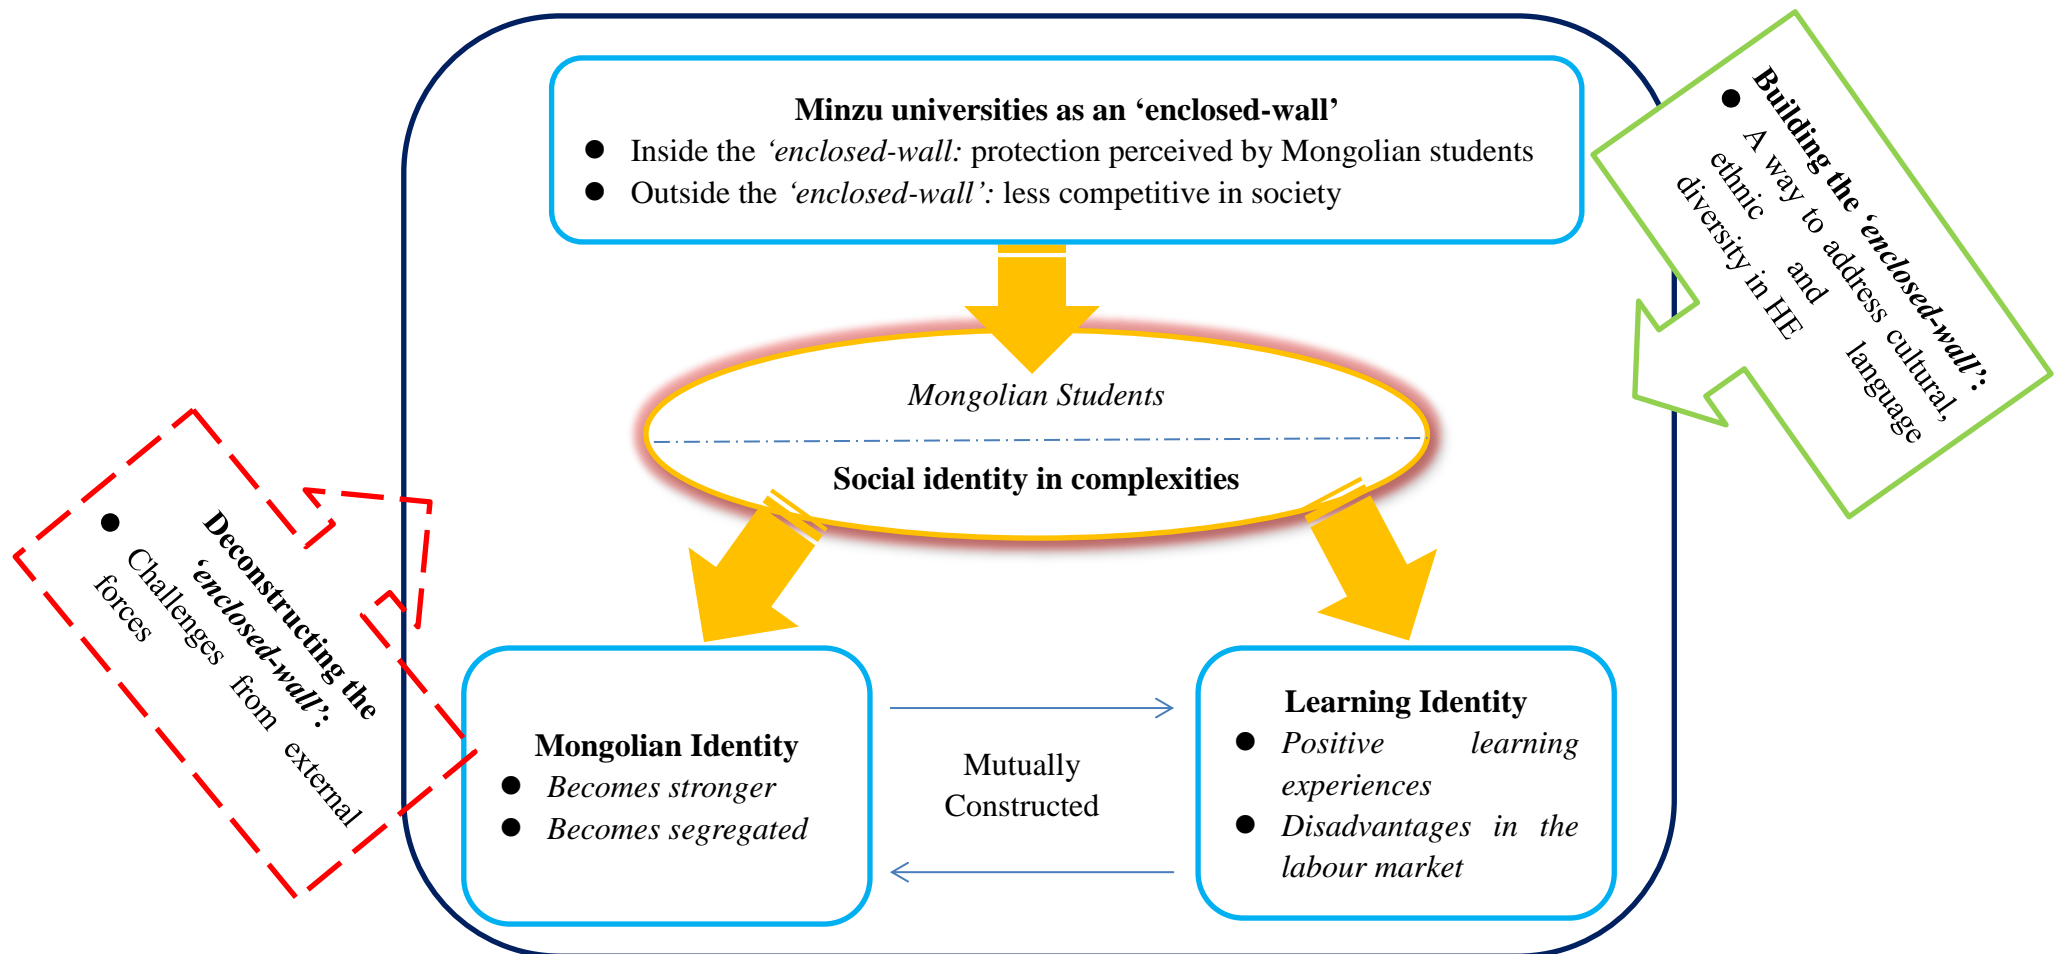 Minzu universities as an ‘enclosed-wall’
● Inside the ‘enclosed-wall: protection perceived by Mongolian students
● Outside the ‘enclosed-wall’: less competitive in society
Building the ‘enclosed-wall’:
● A way to address cultural,
ethnic and language
diversity in HE
Mongolian Students
Social identity in complexities
Deconstructing the
‘enclosed-wall’:
● Challenges from external
forces
Mongolian Identity
● Becomes stronger
● Becomes segregated
Mutually
Constructed
Learning Identity
● Positive learning
experiences
● Disadvantages in the
labour market